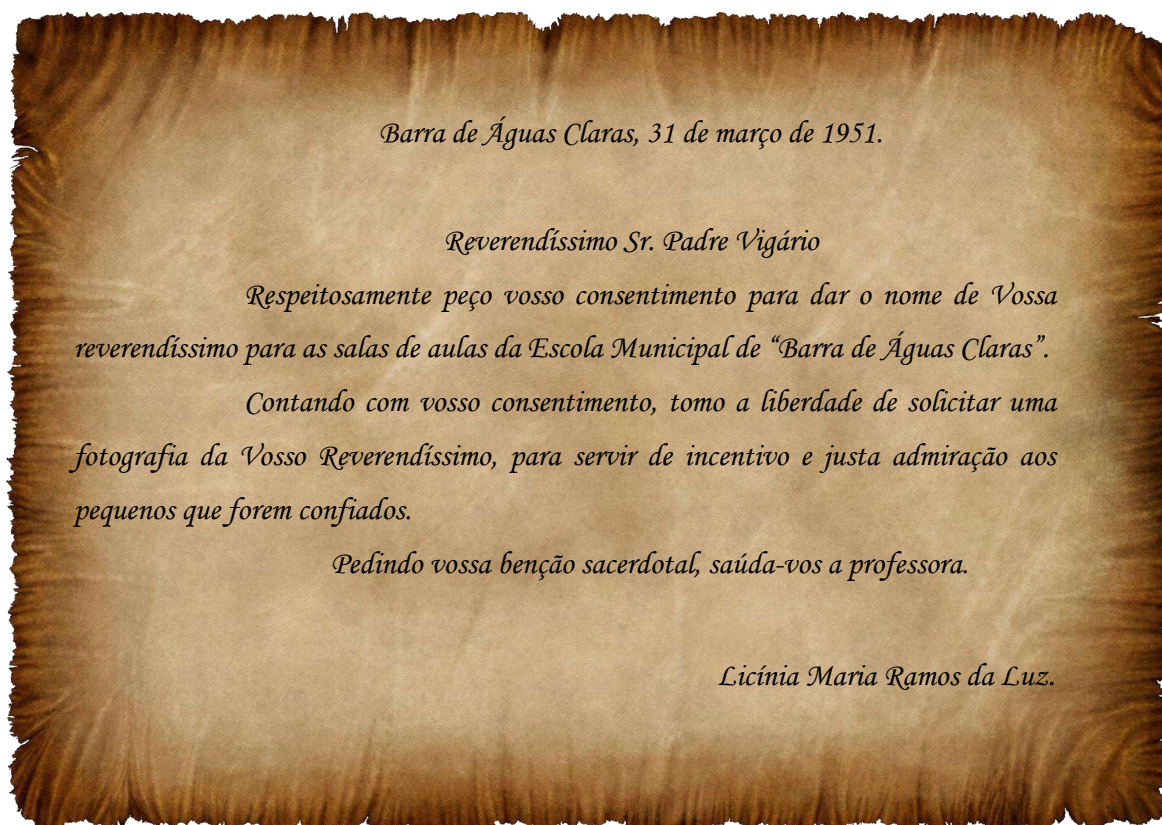 Barra de Águas Claras, 31 de março de 1951.
Reverendíssimo Sr. Padre Vigário
Respeitosamente peço vosso consentimento para dar o nome de Vossa
reverendíssimo para as salas de aulas da Escola Municipal de “Barra de Águas Claras”.
Contando com vosso consentimento, tomo a liberdade de solicitar uma
fotografia da Vosso Reverendíssimo, para servir de incentivo e justa admiração aos
pequenos que forem confiados.
Pedindo vossa benção sacerdotal, saúda-vos a professora.
Licínia Maria Ramos da Luz.